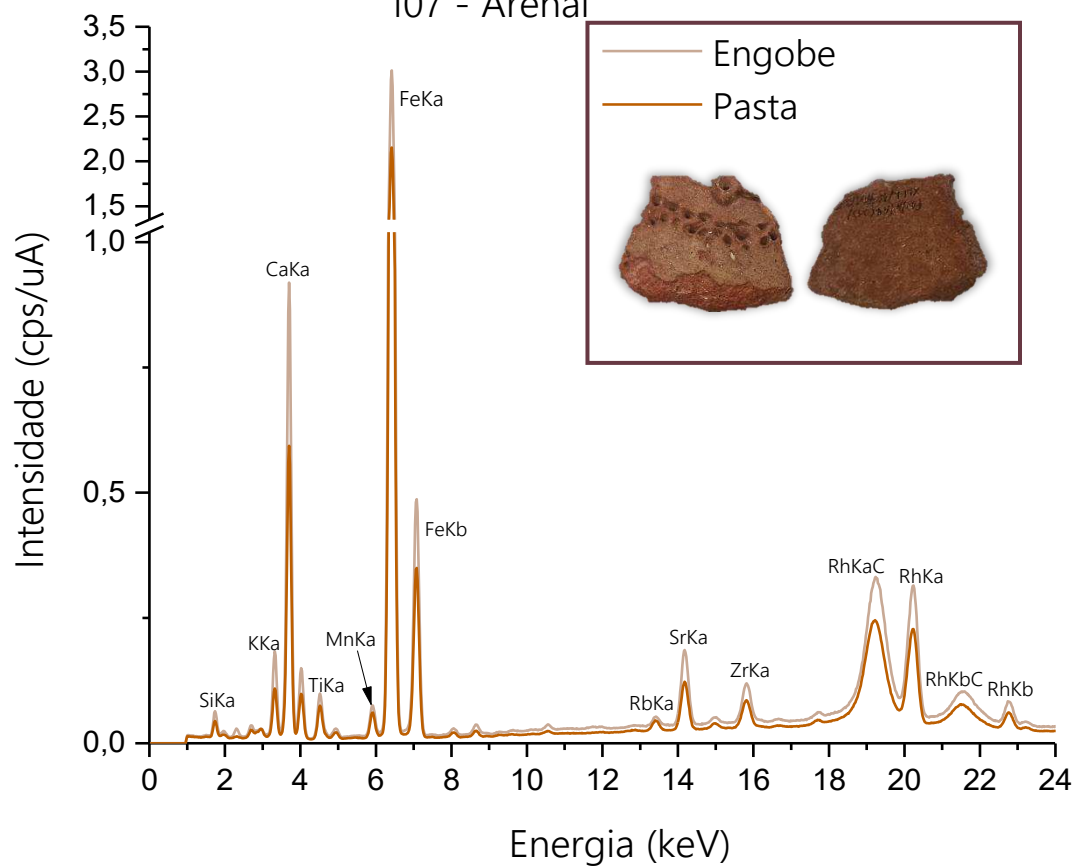 i07 - Arenal
3,5
3,0
2,5
2,0
1,5
1,0
0,5
0,0
Intensidade (cps/uA)
Engobe
Pasta
FeKa
CaKa
FeKb
KKa
MnKa
TiKa
SiKa
RhKaC
RhKa
SrKa
ZrKa
RbKa
RhKbC
RhKb
0 2 4 6 8 10 12 14 16 18 20 22 24
Energia (keV)